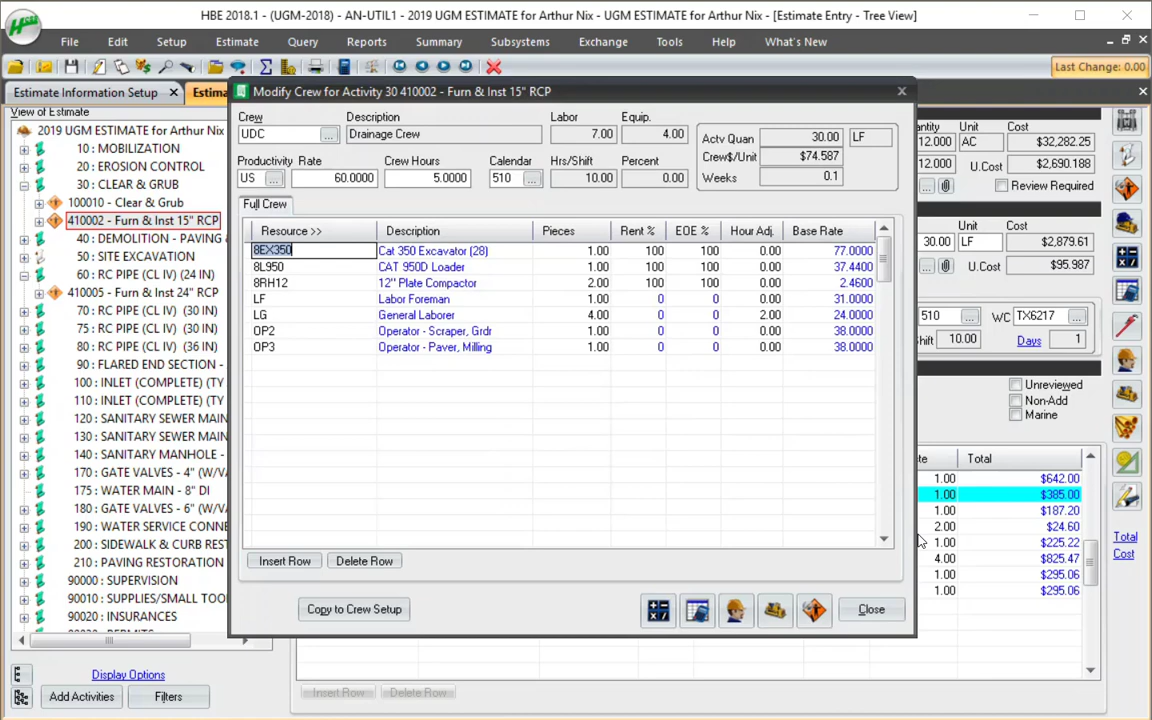 HBE 2018.1 - (UGM-2018) - AN-UTIL1 - 2019 UGM ESTIMATE for Arthur Nix - UGM ESTIMATE for Arthur Nix - [Estimate Entry - Tree View]
File Edit Setup Estimate Query Reports Summary Subsystems Exchange Tools Help What's New
Last Change: 0.00
Estimate Information Setup Estima
View of Estimate
2019 UGM ESTIMATE for Arthur Nix
10 : MOBILIZATION
20 : EROSION CONTROL
30 : CLEAR & GRUB
100010 - Clear & Grub
410002 - Furn & Inst 15" RCP
40 : DEMOLITION - PAVING &
50 : SITE EXCAVATION
60 : RC PIPE (CL IV) (24 IN)
410005 - Furn & Inst 24" RCP
70 : RC PIPE (CL IV) (30 IN)
75 : RC PIPE (CL IV) (30 IN)
80 : RC PIPE (CL IV) (36 IN)
90 : FLARED END SECTION -
100 : INLET (COMPLETE) (TY
110 : INLET (COMPLETE) (TY
120 : SANITARY SEWER MAIN
130 : SANITARY SEWER MAIN
140 : SANITARY MANHOLE -
170 : GATE VALVES - 4" (W/VA
175 : WATER MAIN - 8" DI
180 : GATE VALVES - 6" (W/V
190 : WATER SERVICE CONNE
200 : SIDEWALK & CURB REST
210 : PAVING RESTORATION
90000 : SUPERVISION
90010 : SUPPLIES/SMALL TOO
90020 : INSURANCES
Display Options
Add Activities Filters
Modify Crew for Activity 30 410002 - Furn & Inst 15" RCP
Crew Description Labor Equip.
UDC ... Drainage Crew 7.00 4.00
Actv Quan 30.00 LF
Crew$/Unit $74.587
Weeks 0.1
Productivity Rate Crew Hours Calendar Hrs/Shift Percent
US ... 60.0000 5.0000 510 ... 10.00 0.00
Full Crew
Resource >> Description Pieces Rent % EOE % Hour Adj. Base Rate
8EX350 Cat 350 Excavator (28) 1.00 100 100 0.00 77.0000
8L950 CAT 950D Loader 1.00 100 100 0.00 37.4400
8RH12 12" Plate Compactor 2.00 100 100 0.00 2.4600
LF Labor Foreman 1.00 0 0 0.00 31.0000
LG General Laborer 4.00 0 0 2.00 24.0000
OP2 Operator - Scraper, Grdr 1.00 0 0 0.00 38.0000
OP3 Operator - Paver, Milling 1.00 0 0 0.00 38.0000
Insert Row Delete Row
Copy to Crew Setup Close
antity Unit Cost
12.000 AC $32,282.25
12.000 U.Cost $2,690.188
... Review Required
Unit Cost
30.00 LF $2,879.61
... U.Cost $95.987
510 ... WC TX6217 ...
hift 10.00 Days 1
Unreviewed
Non-Add
Marine
te Total
1.00 $642.00
1.00 $385.00
1.00 $187.20
2.00 $24.60
1.00 $225.22
4.00 $825.47
1.00 $295.06
1.00 $295.06
Total
Cost
Insert Row Delete Row